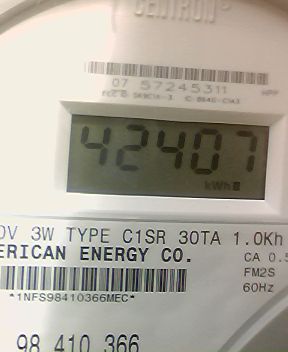 CENTRON®
07 57245311
42407
kWh
0V 3W TYPE C1SR 30TA 1.0Kh
ERICAN ENERGY CO. CA 0.5
FM2S
*1NFS98410366MEC* 60Hz
98 410 366